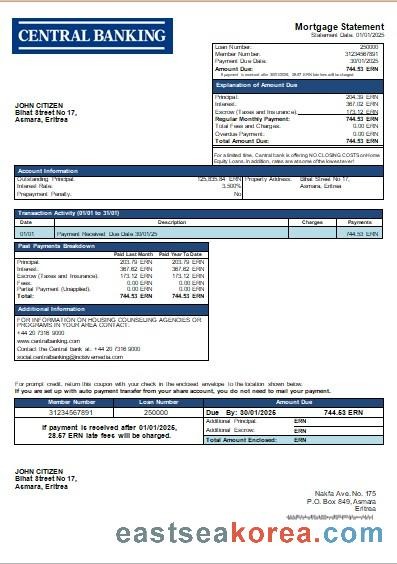 CENTRAL BANKING
Mortgage Statement
Statement Date: 01/01/2025
Loan Number: 250000
Member Number: 31234567891
Payment Due Date: 30/01/2025
Amount Due: 744.53 ERN
If payment is received after 30/1/2025, 28.57 ERN late fees will be charged
Explanation of Amount Due
Principal: 204.39 ERN
Interest: 367.02 ERN
Escrow (Taxes and Insurance): 173.12 ERN
Regular Monthly Payment: 744.53 ERN
Total Fees and Charges: 0.00 ERN
Overdue Payment: 0.00 ERN
Total Amount Due: 744.53 ERN
For a limited time, Central bank is offering NO CLOSING COSTS on Home
Equity Loans. In addition, rates are at some of the lowest ever!
JOHN CITIZEN
Bihat Street No 17,
Asmara, Eritrea
Account Information
Outstanding Principal: 125,835.84 ERN Property Address: Bihat Street No 17,
Interest Rate: 3.500% Asmara, Eritrea
Prepayment Penalty: No
Transaction Activity (01/01 to 31/01)
Date Description Charges Payments
01/01 Payment Received Due Date 30/01/25 744.53 ERN
Past Payments Breakdown
Paid Last Month Paid Year To Date
Principal: 203.79 ERN 203.79 ERN
Interest: 367.62 ERN 367.62 ERN
Escrow (Taxes and Insurance): 173.12 ERN 173.12 ERN
Fees: 0.00 ERN 0.00 ERN
Partial Payment (Unapplied): 0.00 ERN 0.00 ERN
Total: 744.53 ERN 744.53 ERN
Additional Information
FOR INFORMATION ON HOUSING COUNSELING AGENCIES OR
PROGRAMS IN YOUR AREA CONTACT:
+44 20 7316 9000
www.centralbanking.com
Contact the Central bank at: +44 20 7316 9000
social.centralbanking@incisivemedia.com
For prompt credit, return this coupon with your check in the enclosed envelope to the location shown below.
If you are set up with auto payment transfer from your share account, you do not need to mail your payment.
Member Number Loan Number Amount Due
31234567891 250000 Due By: 30/01/2025 744.53 ERN
If payment is received after 01/01/2025,
28.57 ERN late fees will be charged.
Additional Principal: ERN
Additional Escrow: ERN
Total Amount Enclosed: ERN
JOHN CITIZEN
Bihat Street No 17,
Asmara, Eritrea
Nakfa Ave. No. 175
P.O. Box 849, Asmara
Eritrea
eastseakorea.com